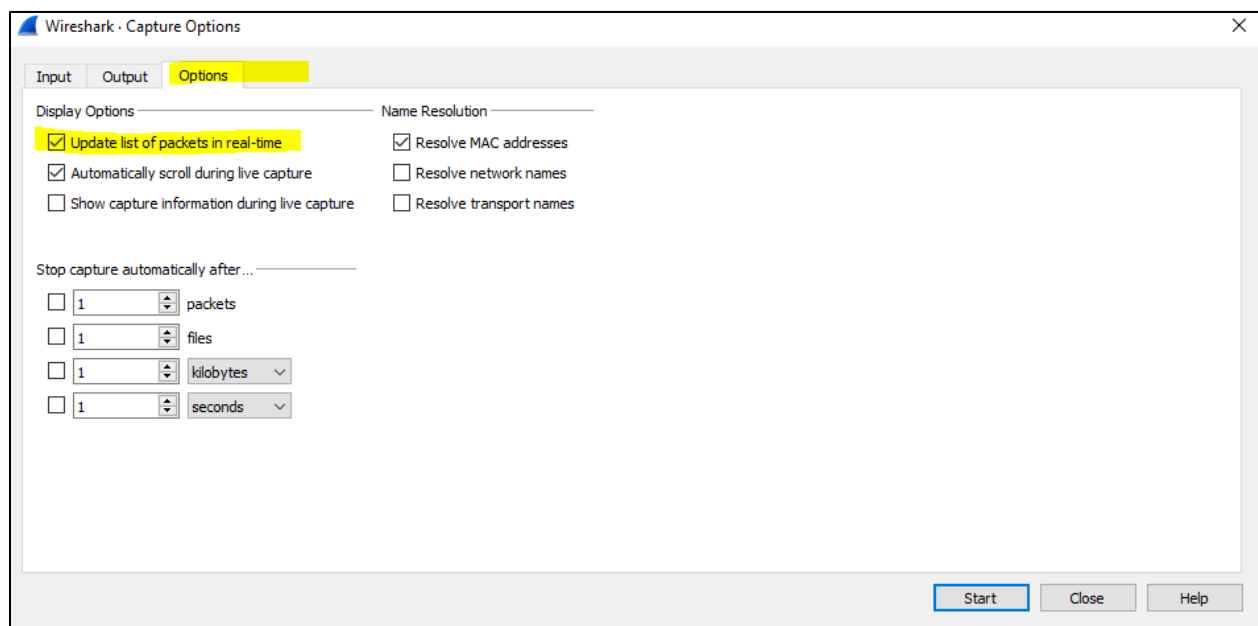 Wireshark · Capture Options
Input Output Options
Display Options
Update list of packets in real-time
Automatically scroll during live capture
Show capture information during live capture
Name Resolution
Resolve MAC addresses
Resolve network names
Resolve transport names
Stop capture automatically after...
1 packets
1 files
1 kilobytes
1 seconds
Start Close Help